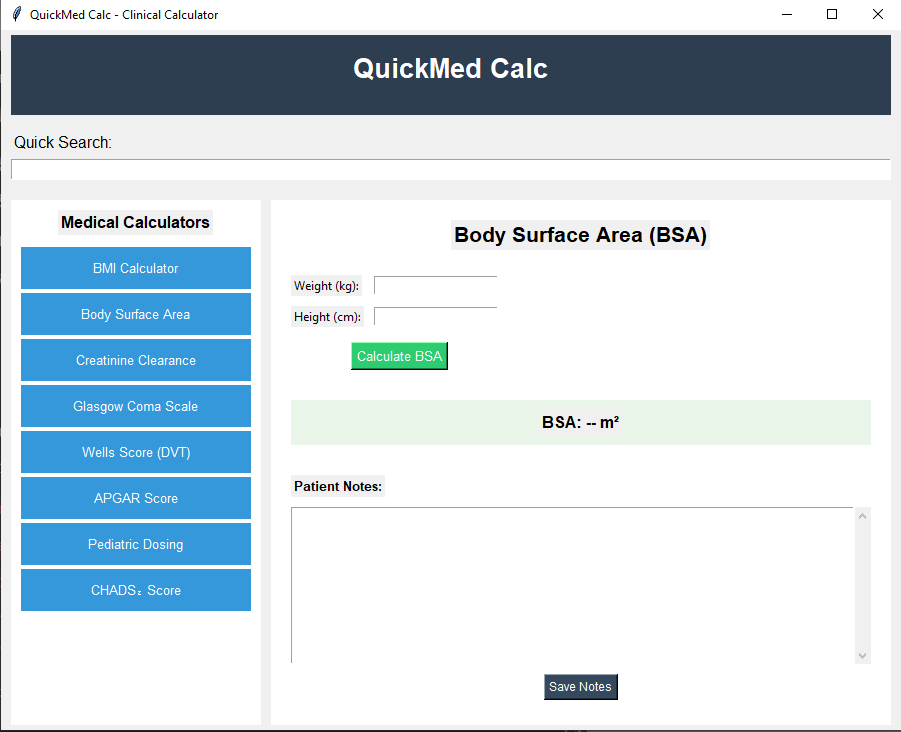 QuickMed Calc - Clinical Calculator
QuickMed Calc
Quick Search:
Medical Calculators
BMI Calculator
Body Surface Area
Creatinine Clearance
Glasgow Coma Scale
Wells Score (DVT)
APGAR Score
Pediatric Dosing
CHADS₂ Score
Body Surface Area (BSA)
Weight (kg):
Height (cm):
Calculate BSA
BSA: -- m²
Patient Notes:
Save Notes